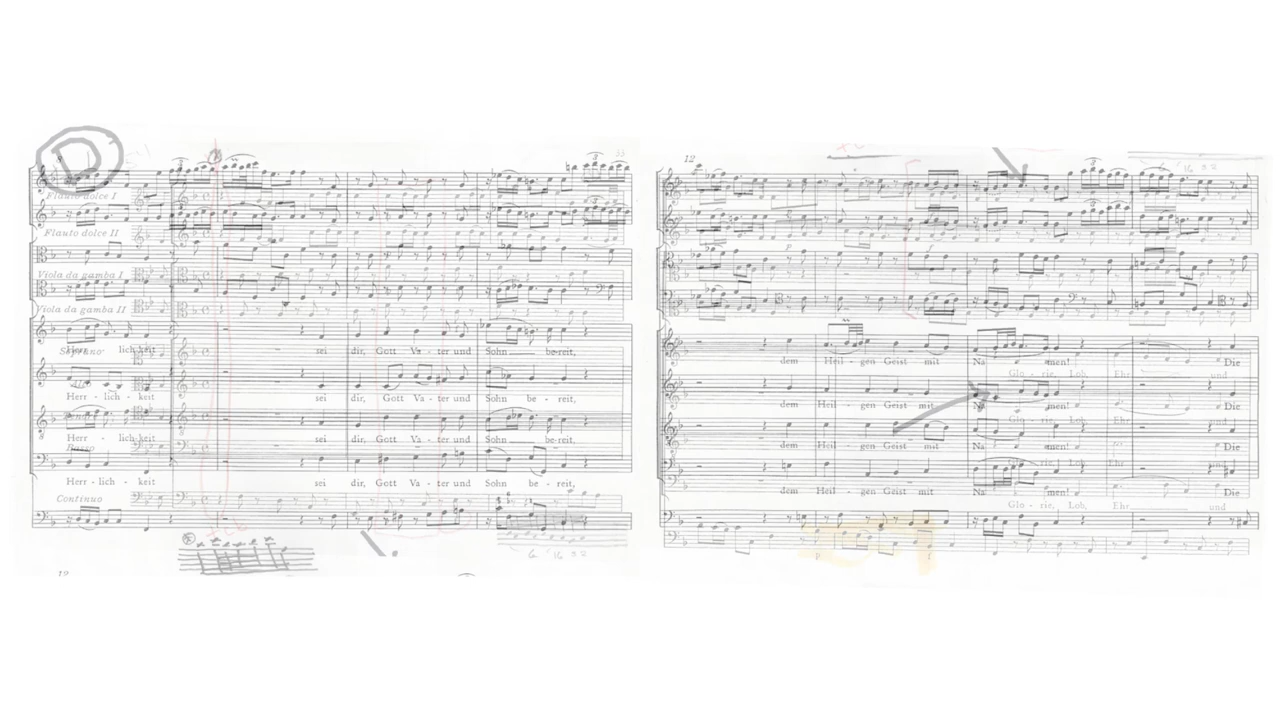 D
33
Flauto dolce I
Flauto dolce II
Viola da gamba I
Viola da gamba II
Soprano
Herr - lich - keit sei dir, Gott Va - ter und Sohn be - reit,
Herr - lich - keit sei dir, Gott Va - ter und Sohn be - reit,
Herr - lich - keit sei dir, Gott Va - ter und Sohn be - reit,
Basso
Herr - lich - keit sei dir, Gott Va - ter und Sohn be - reit,
Continuo
12
12
dem Heil - gen Geist mit Na men! Die
Glo - rie, Lob, Ehr und
dem Heil - gen Geist mit Na men! Die
Glo - rie, Lob, Ehr und
dem Heil - gen Geist mit Na men! Die
Glo - rie, Lob, Ehr und
dem Heil - gen Geist mit Na men! Die
Glo - rie, Lob, Ehr und
p
f